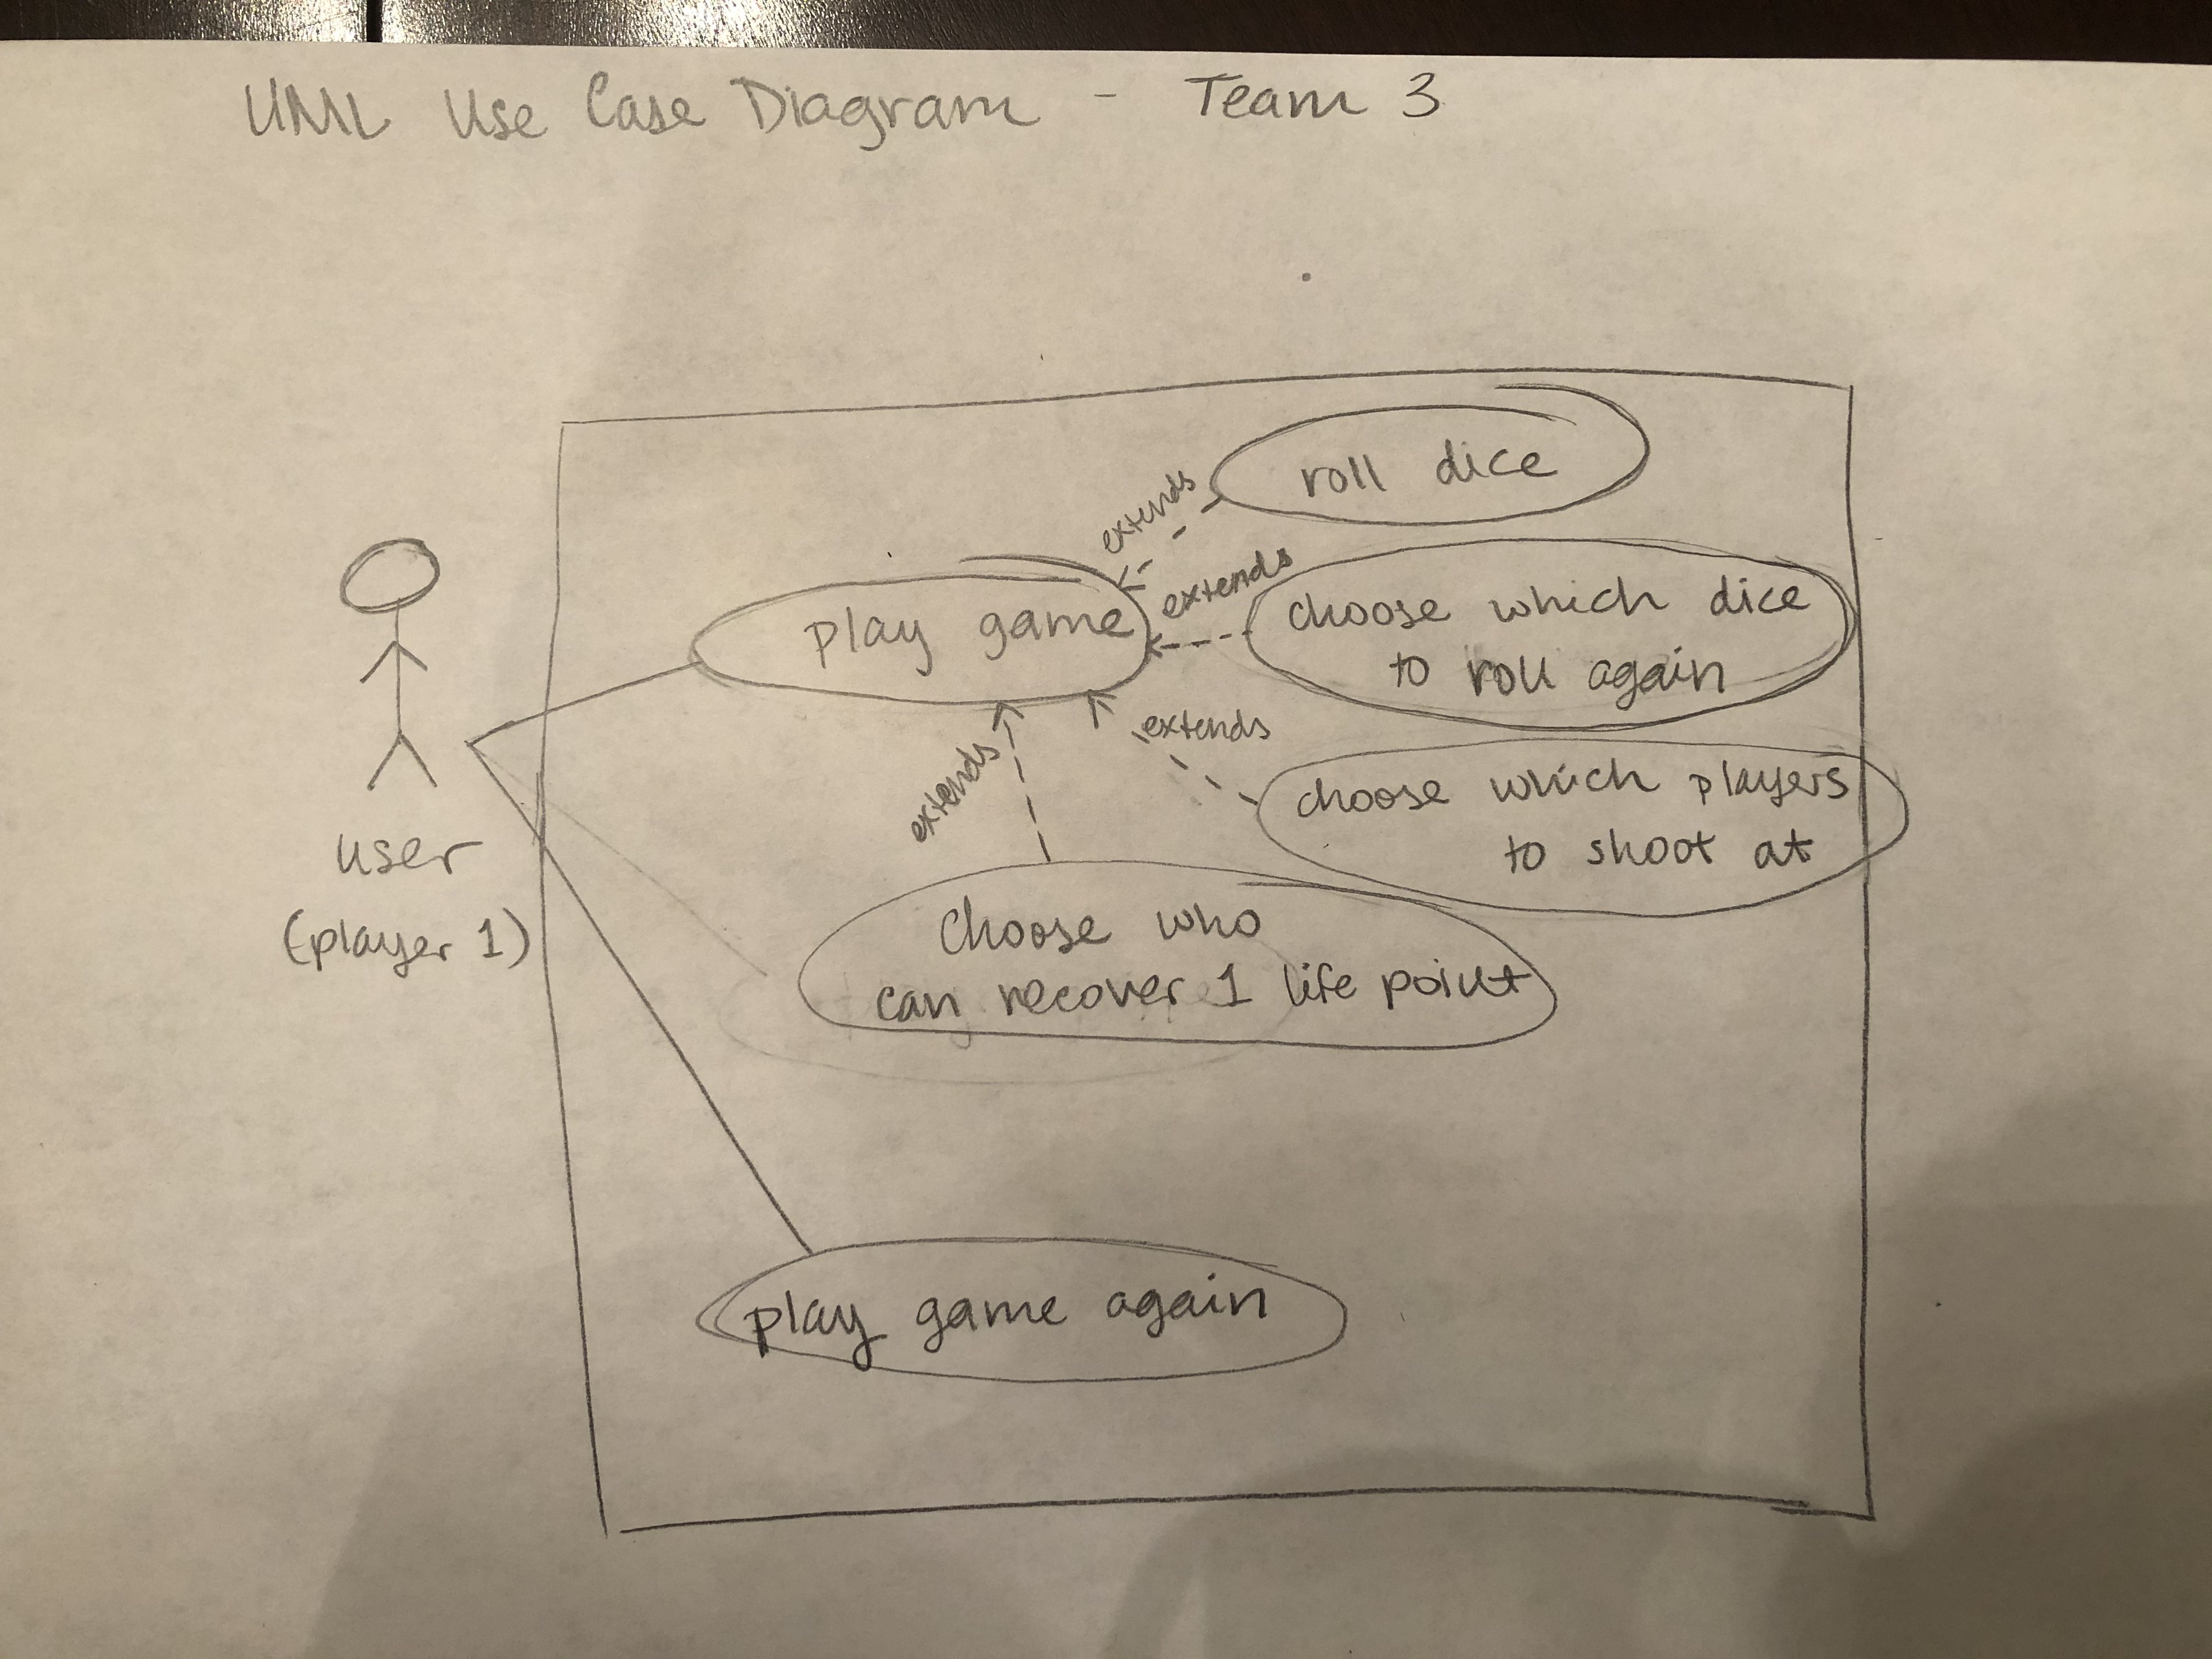 UML Use Case Diagram - Team 3
roll dice
extends
play game
extends
choose which dice
to roll again
extends
choose which players
to shoot at
extends
user
(player 1)
Choose who
can recover 1 life point
play game again